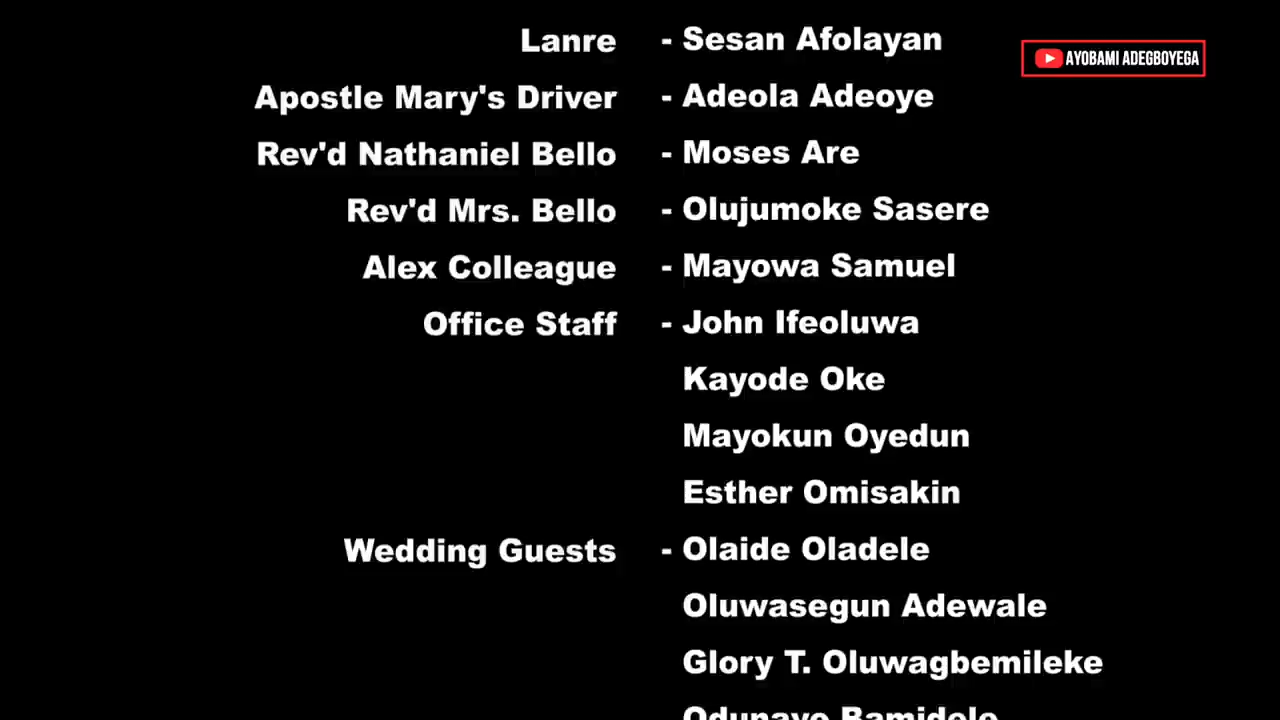 Lanre - Sesan Afolayan
AYOBAMI ADEGBOYEGA
Apostle Mary's Driver - Adeola Adeoye
Rev'd Nathaniel Bello - Moses Are
Rev'd Mrs. Bello - Olujumoke Sasere
Alex Colleague - Mayowa Samuel
Office Staff - John Ifeoluwa
Kayode Oke
Mayokun Oyedun
Esther Omisakin
Wedding Guests - Olaide Oladele
Oluwasegun Adewale
Glory T. Oluwagbemileke
Odunayo Bamidele